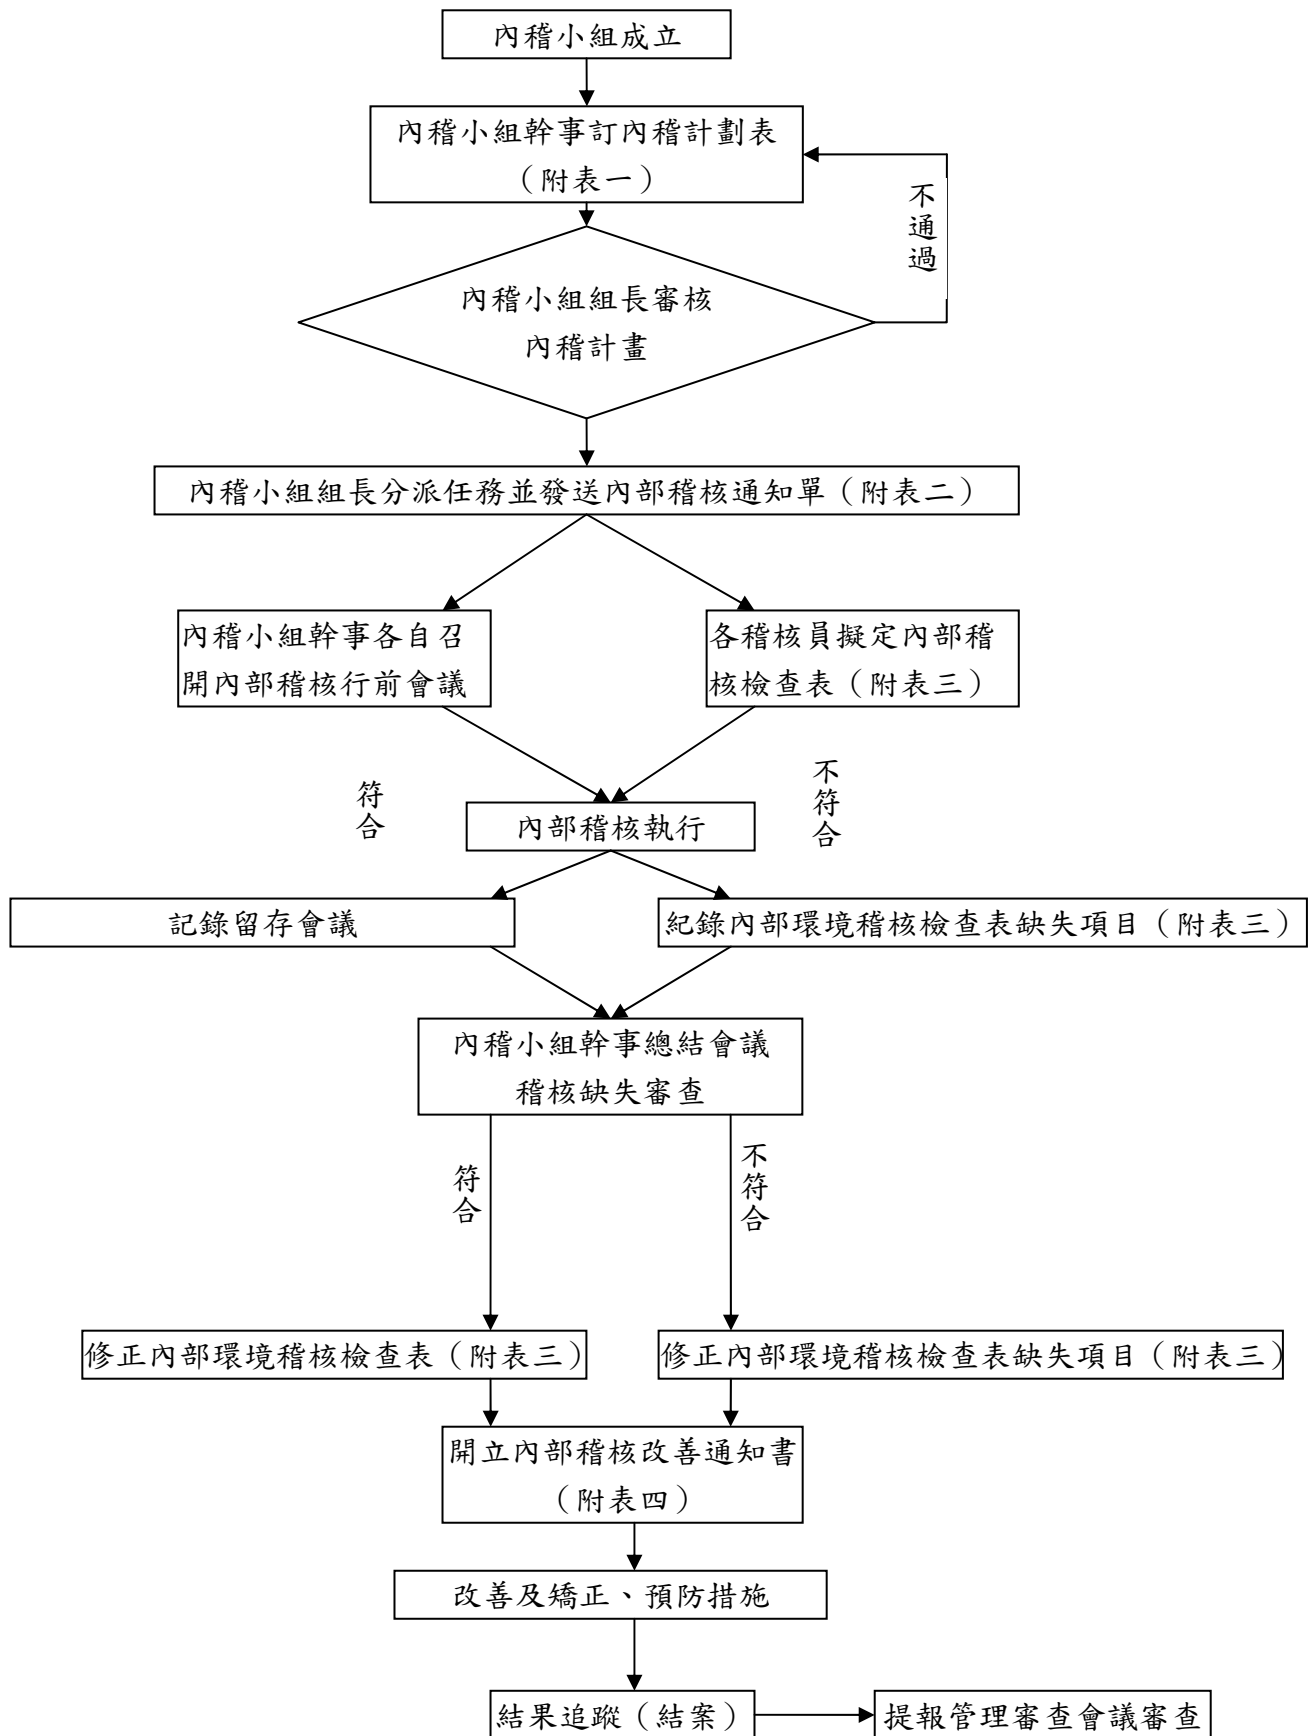 內稽小組成立
內稽小組幹事訂內稽計劃表
（附表一）
不通過
內稽小組組長審核
內稽計畫
內稽小組組長分派任務並發送內部稽核通知單（附表二）
內稽小組幹事各自召
開內部稽核行前會議
各稽核員擬定內部稽
核檢查表（附表三）
符合
不符合
內部稽核執行
記錄留存會議
紀錄內部環境稽核檢查表缺失項目（附表三）
內稽小組幹事總結會議
稽核缺失審查
符合
不符合
修正內部環境稽核檢查表（附表三）
修正內部環境稽核檢查表缺失項目（附表三）
開立內部稽核改善通知書
（附表四）
改善及矯正、預防措施
結果追蹤（結案）
提報管理審查會議審查